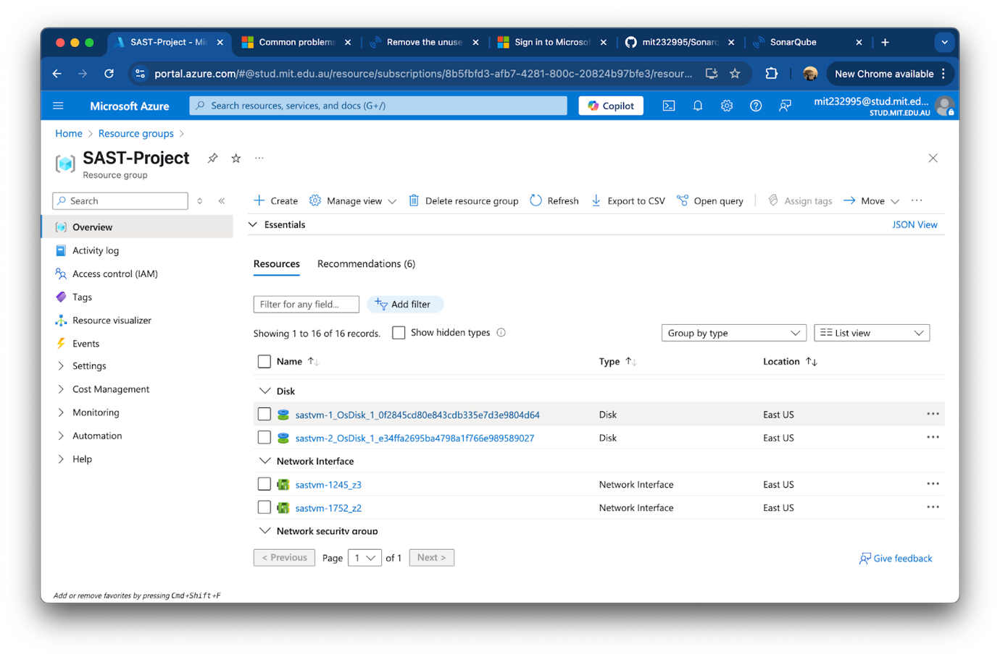 SAST-Project - Mic
Common problems
Remove the unuse
Sign in to Microsof
mit232995/Sonarq
SonarQube
portal.azure.com/#@stud.mit.edu.au/resource/subscriptions/8b5fbfd3-afb7-4281-800c-20824b97bfe3/resour...
New Chrome available
Microsoft Azure
Search resources, services, and docs (G+/)
Copilot
mit232995@stud.mit.ed...
STUD.MIT.EDU.AU
Home > Resource groups >
SAST-Project
Resource group
Search
Create
Manage view
Delete resource group
Refresh
Export to CSV
Open query
Assign tags
Move
Overview
Activity log
Access control (IAM)
Tags
Resource visualizer
Events
Settings
Cost Management
Monitoring
Automation
Help
Essentials
JSON View
Resources
Recommendations (6)
Filter for any field...
Add filter
Showing 1 to 16 of 16 records.
Show hidden types
Group by type
List view
Name
Type
Location
Disk
sastvm-1_OsDisk_1_0f2845cd80e843cdb335e7d3e9804d64 Disk East US
sastvm-2_OsDisk_1_e34ffa2695ba4798a1f766e989589027 Disk East US
Network Interface
sastvm-1245_z3 Network Interface East US
sastvm-1752_z2 Network Interface East US
Network security group
< Previous
Page 1 of 1
Next >
Give feedback
Add or remove favorites by pressing Cmd+Shift+F